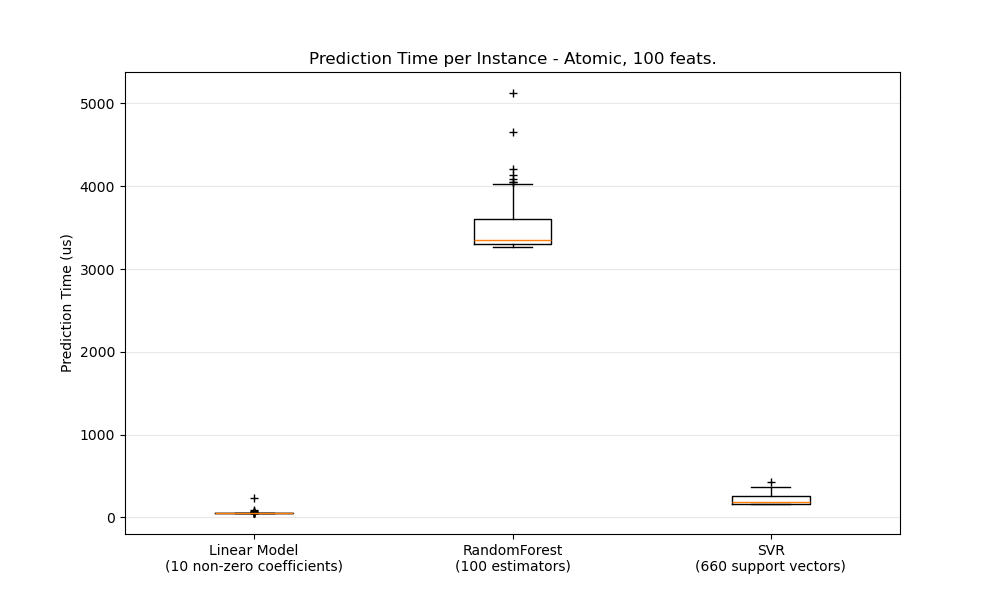 Prediction Time per Instance - Atomic, 100 feats.
Prediction Time (us)
5000
4000
3000
2000
1000
0
Linear Model
(10 non-zero coefficients)
RandomForest
(100 estimators)
SVR
(660 support vectors)